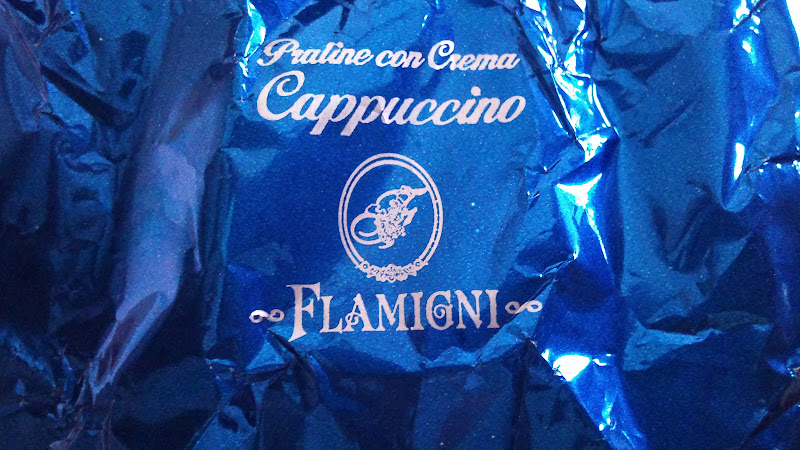 Praline con Crema
Cappuccino
F
FLAMIGNI